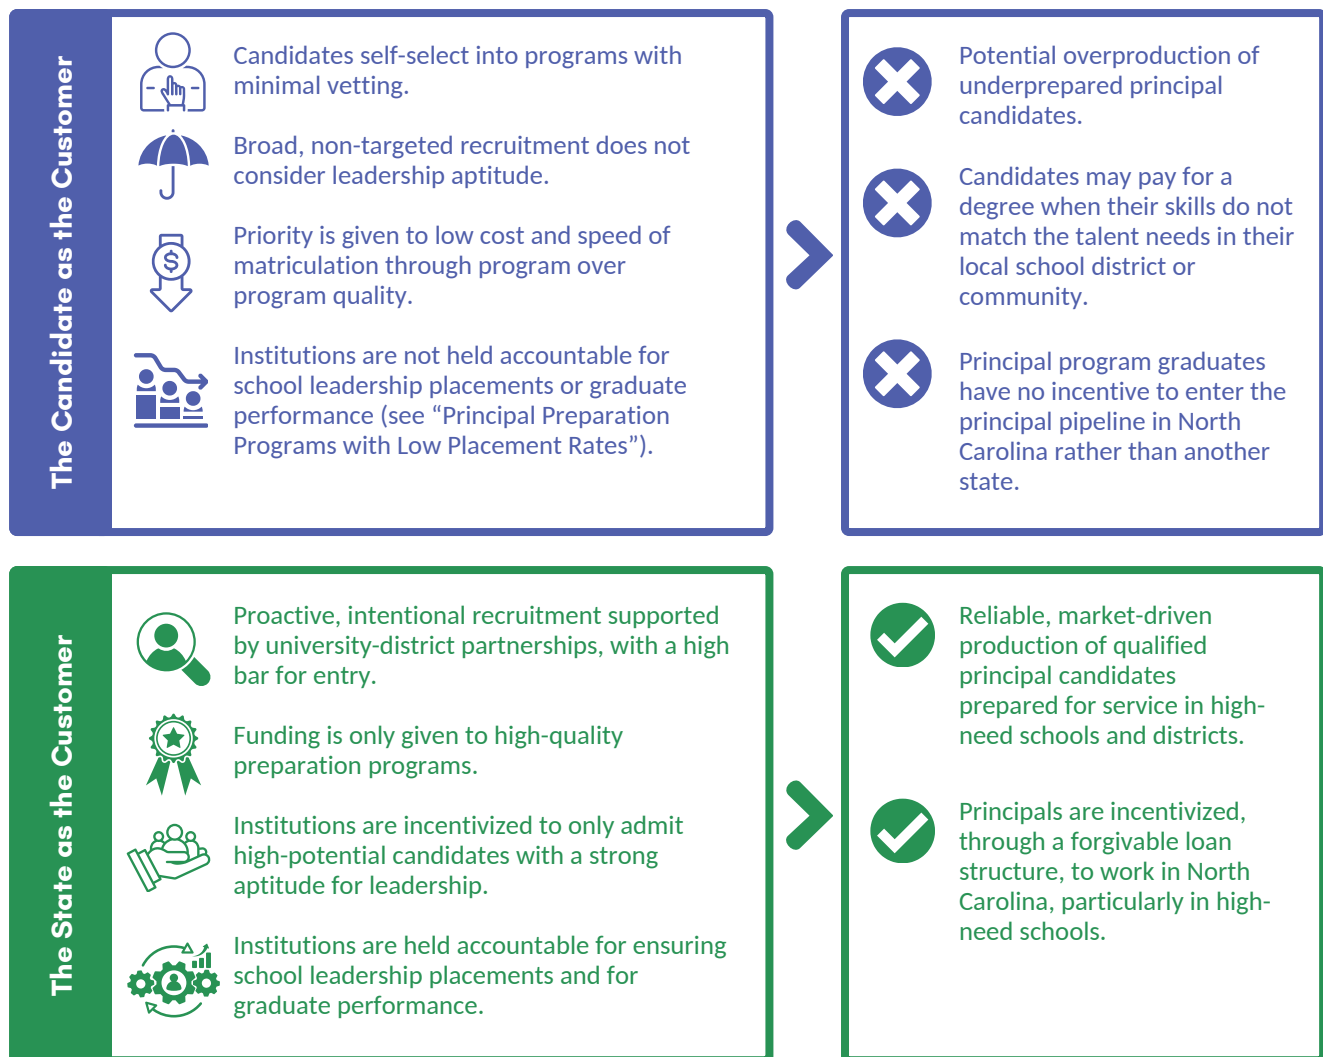 The Candidate as the Customer
Candidates self-select into programs with
minimal vetting.
Broad, non-targeted recruitment does not
consider leadership aptitude.
$
Priority is given to low cost and speed of
matriculation through program over
program quality.
Institutions are not held accountable for
school leadership placements or graduate
performance (see “Principal Preparation
Programs with Low Placement Rates”).
Potential overproduction of
underprepared principal
candidates.
Candidates may pay for a
degree when their skills do not
match the talent needs in their
local school district or
community.
Principal program graduates
have no incentive to enter the
principal pipeline in North
Carolina rather than another
state.
The State as the Customer
Proactive, intentional recruitment supported
by university-district partnerships, with a high
bar for entry.
Funding is only given to high-quality
preparation programs.
Institutions are incentivized to only admit
high-potential candidates with a strong
aptitude for leadership.
Institutions are held accountable for ensuring
school leadership placements and for
graduate performance.
Reliable, market-driven
production of qualified
principal candidates
prepared for service in high-
need schools and districts.
Principals are incentivized,
through a forgivable loan
structure, to work in North
Carolina, particularly in high-
need schools.